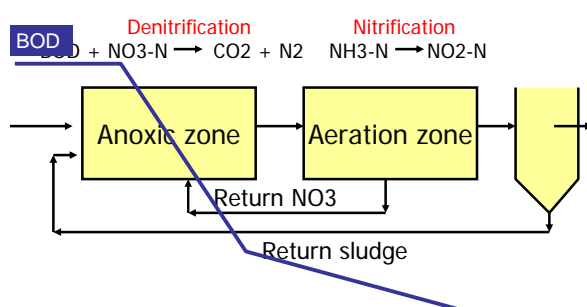 Denitrification
Nitrification
BOD
BOD + NO3-N → CO2 + N2
NH3-N → NO2-N
Anoxic zone
Aeration zone
Return NO3
Return sludge